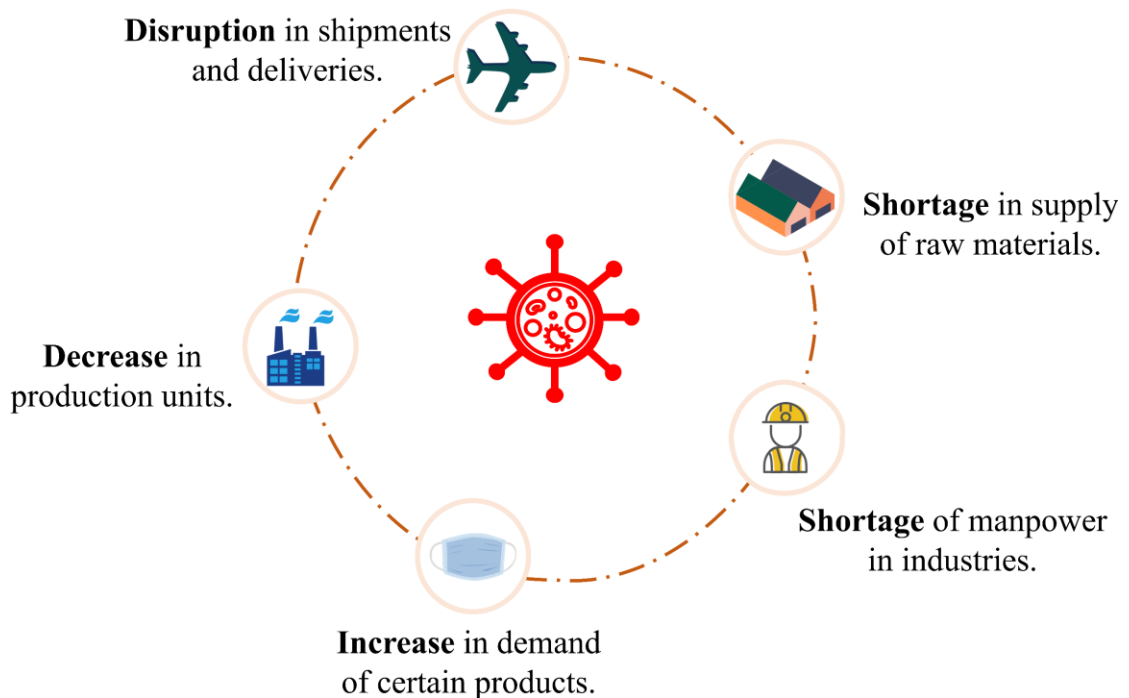 Disruption in shipments
and deliveries.
Shortage in supply
of raw materials.
Decrease in
production units.
Shortage of manpower
in industries.
Increase in demand
of certain products.